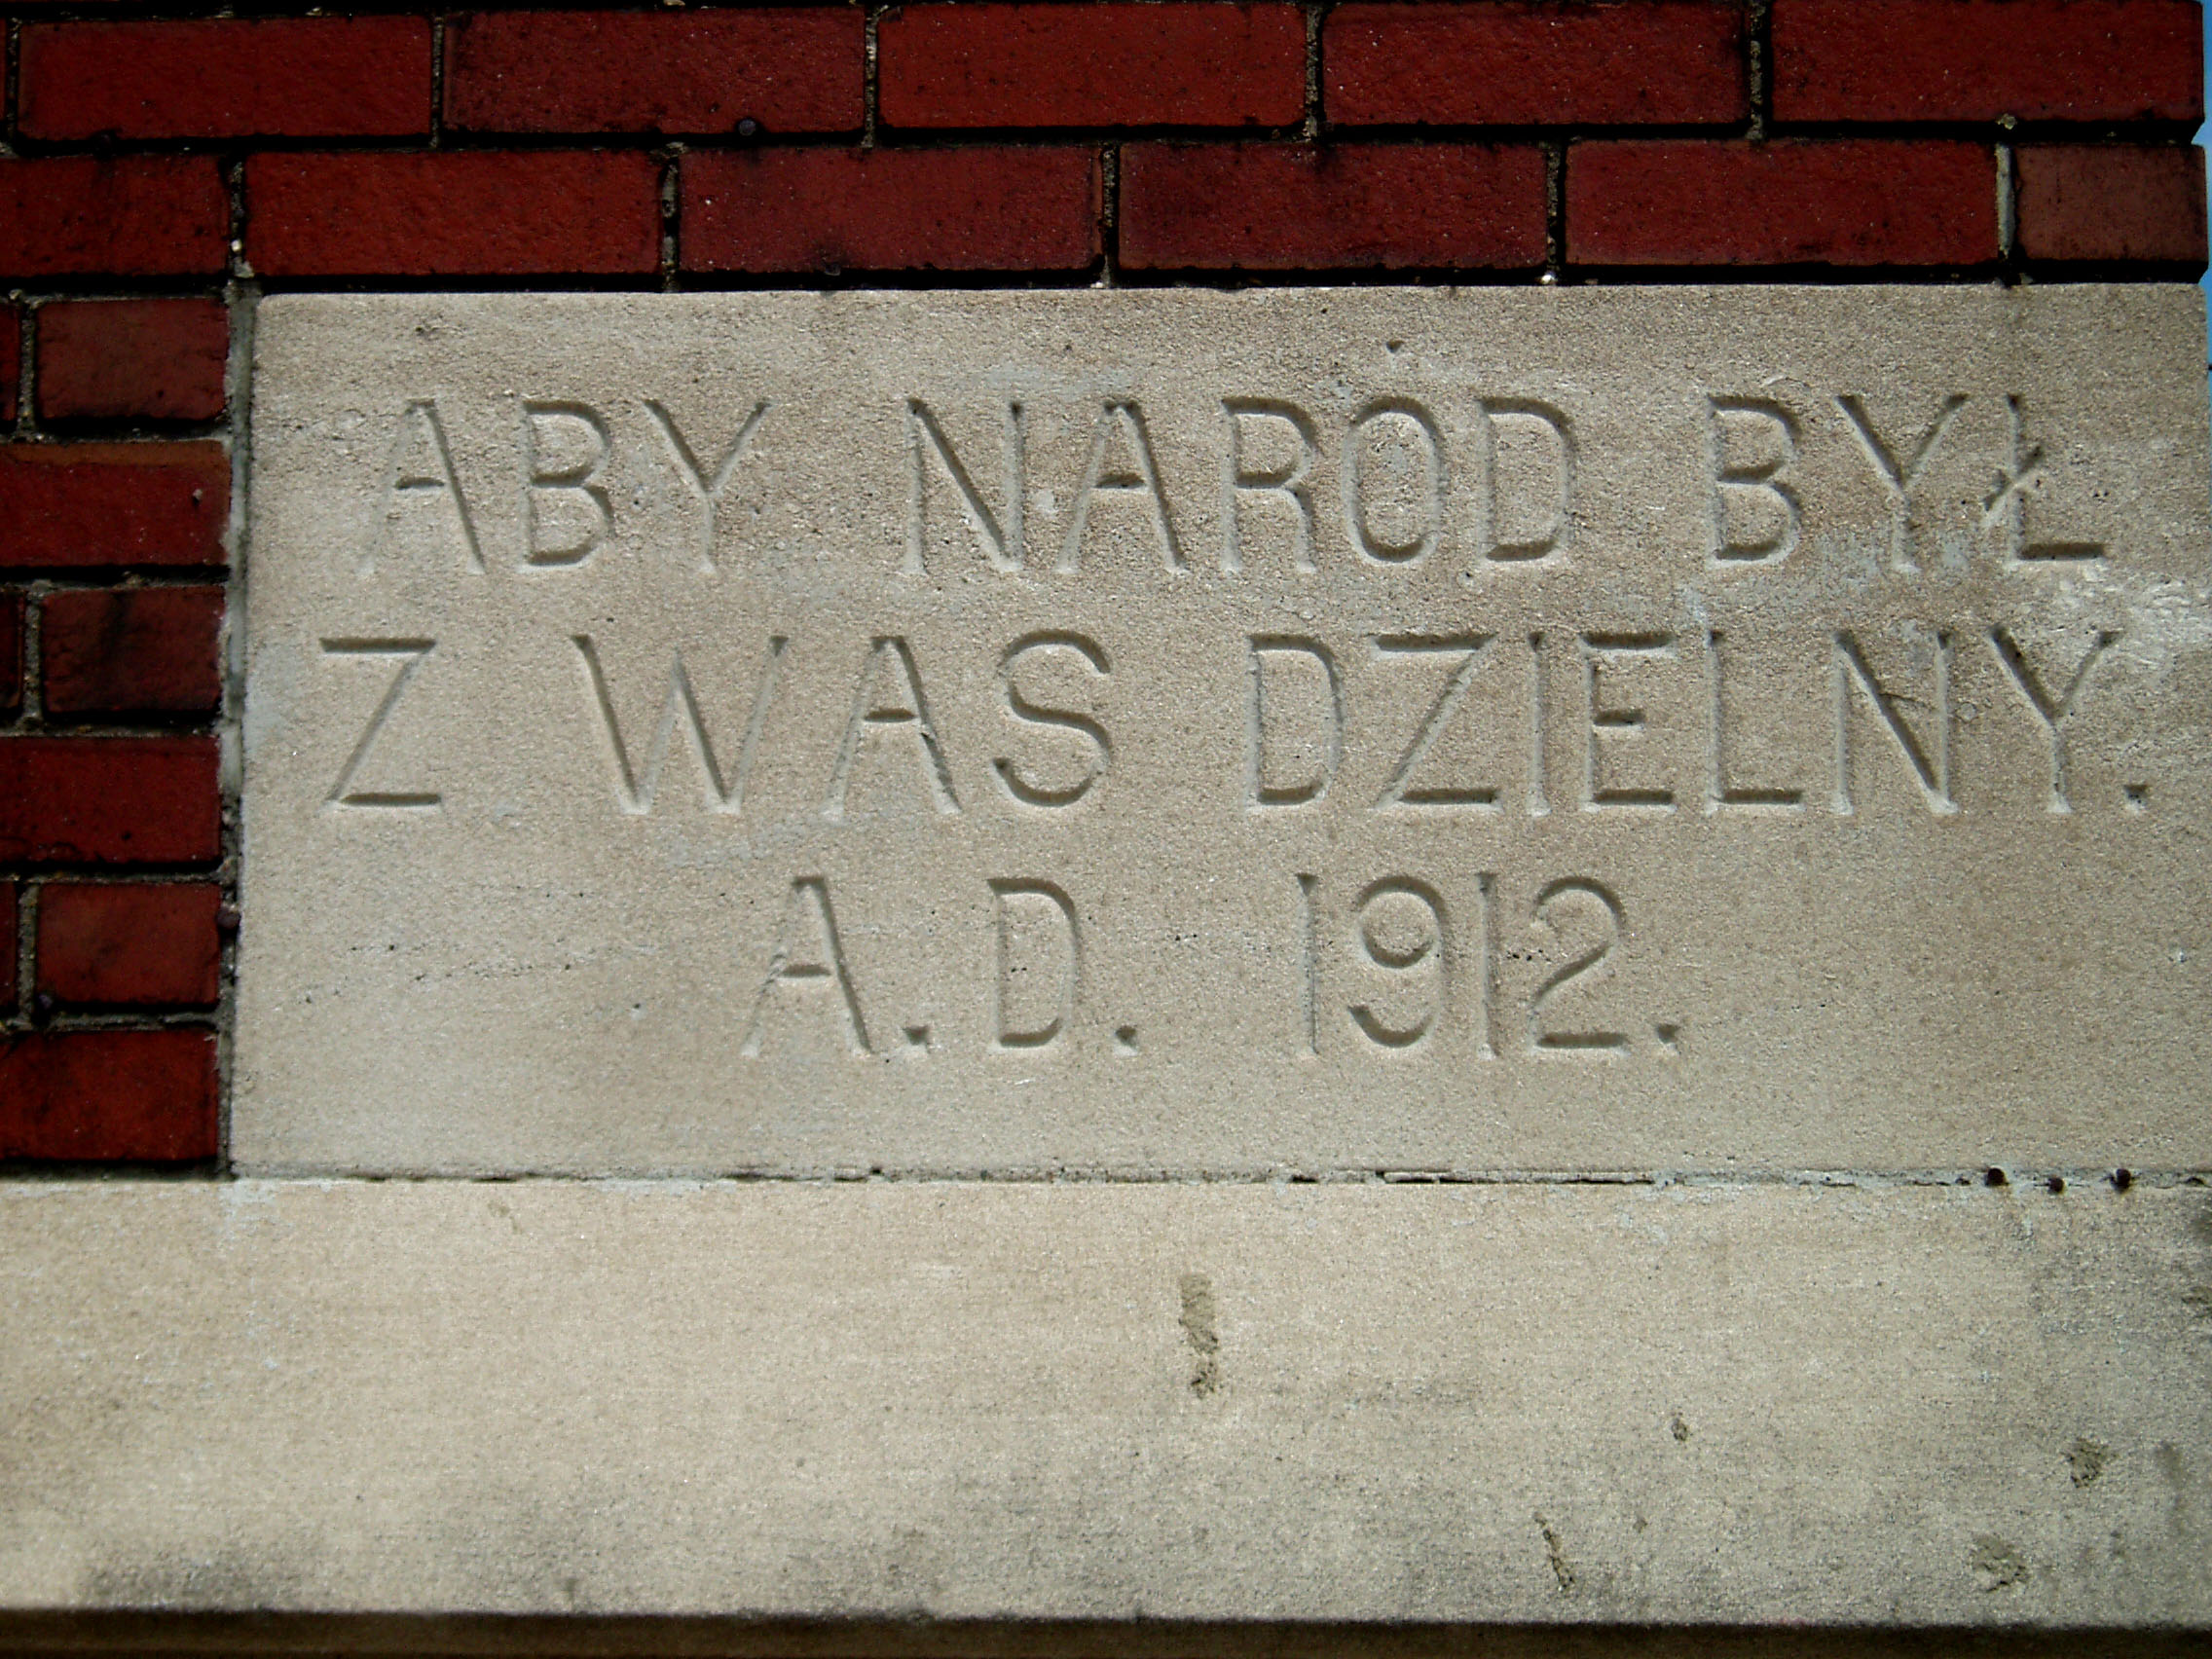 ABY NARÓD BYŁ
Z WAS DZIELNY.
A.D. 1912.